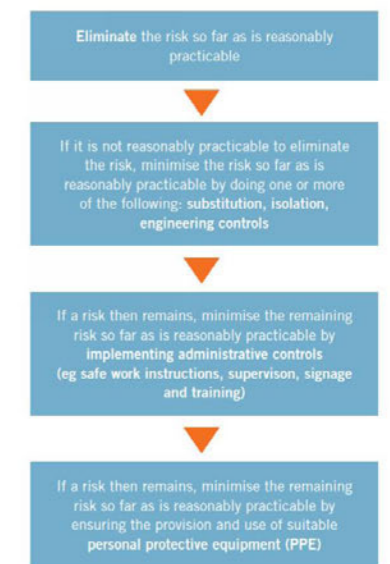 Eliminate the risk so far as is reasonably
practicable
If it is not reasonably practicable to eliminate
the risk, minimise the risk so far as is
reasonably practicable by doing one or more
of the following: substitution, isolation,
engineering controls
If a risk then remains, minimise the remaining
risk so far as is reasonably practicable by
implementing administrative controls
(eg safe work instructions, supervison, signage
and training)
If a risk then remains, minimise the remaining
risk so far as is reasonably practicable by
ensuring the provision and use of suitable
personal protective equipment (PPE)